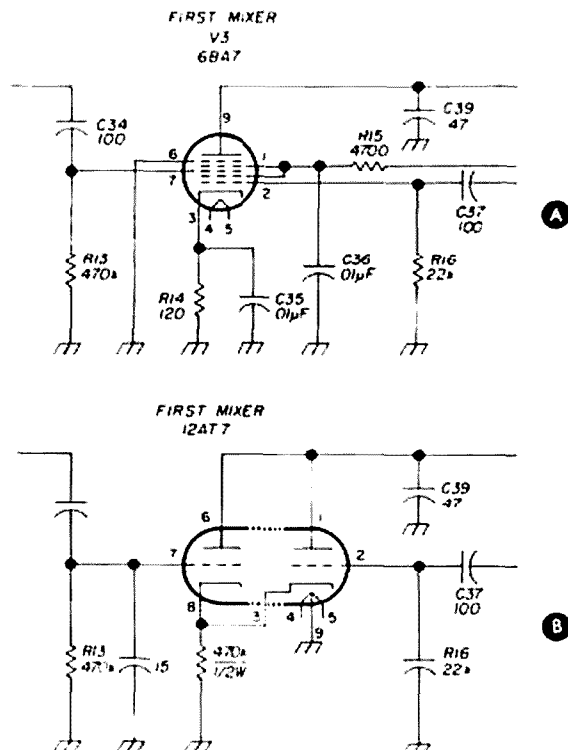 FIRST MIXER
V3
6BA7
C34
100
9
C39
47
R15
4700
6
7
1
2
3
4
5
C37
100
A
R13
470k
R14
120
C35
.01µF
C36
.01µF
R16
22k
FIRST MIXER
12AT7
C39
47
6
1
7
2
8
3
4
5
9
C37
100
B
R13
470k
15
470k
1/2W
R16
22k